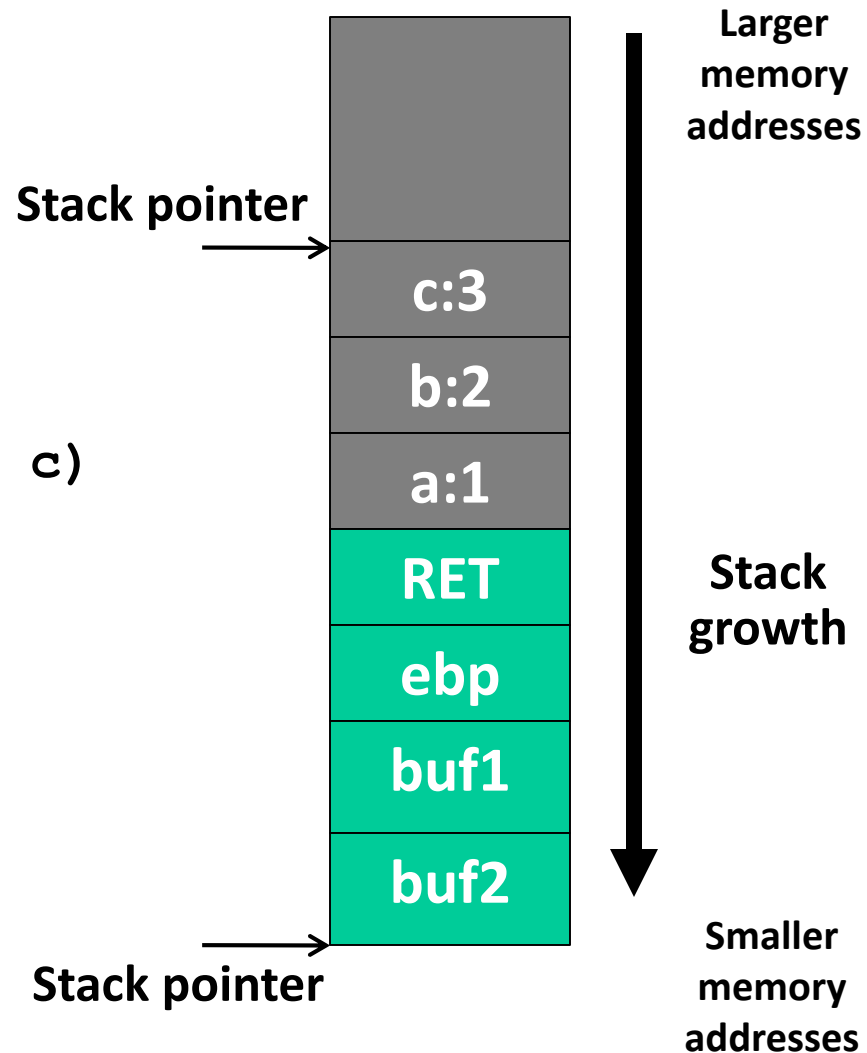 Larger
memory
addresses
Stack pointer
c:3
b:2
c)
a:1
RET
Stack
growth
ebp
buf1
buf2
Stack pointer
Smaller
memory
addresses